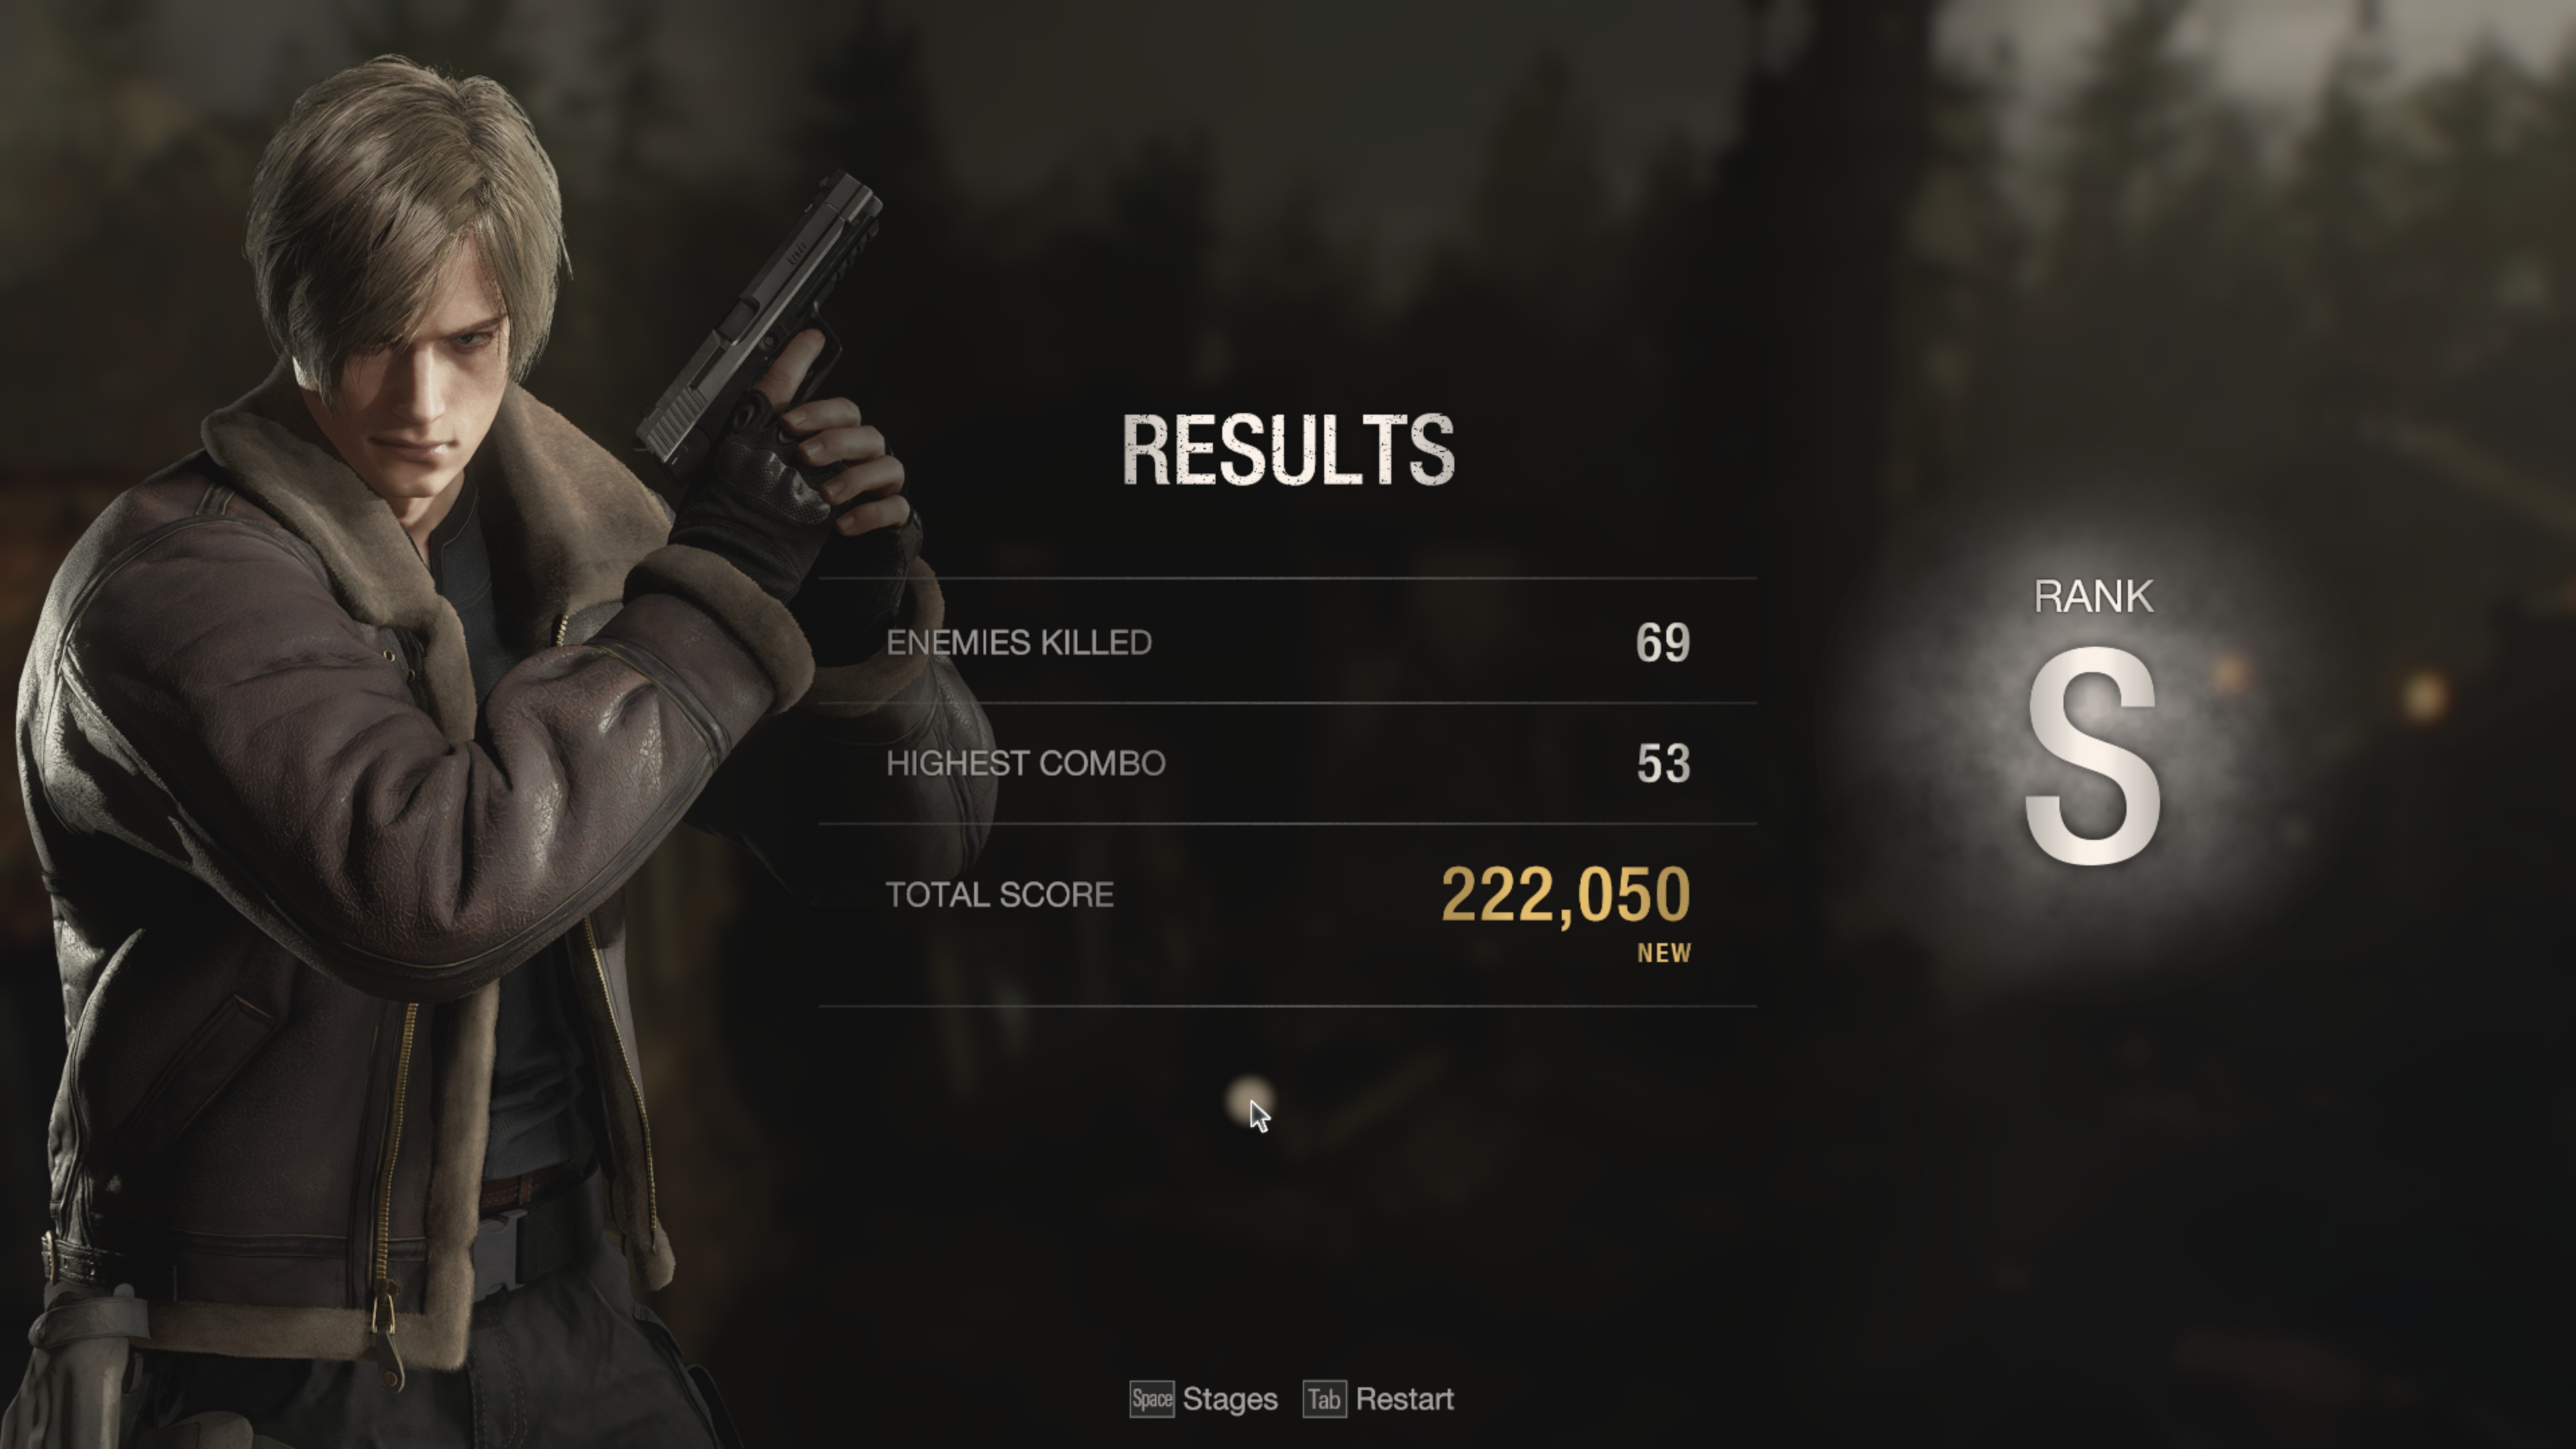 RESULTS
ENEMIES KILLED 69
HIGHEST COMBO 53
TOTAL SCORE 222,050
NEW
RANK
S
Space Stages Tab Restart